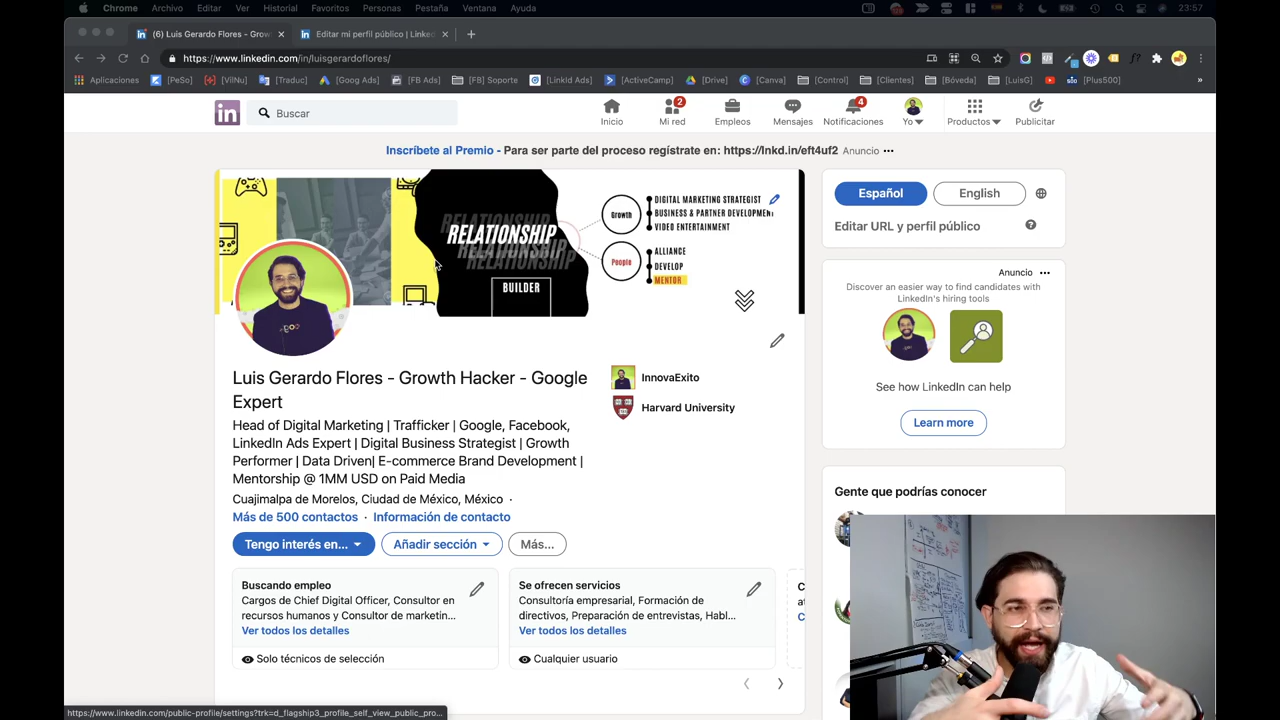 Chrome Archivo Editar Ver Historial Favoritos Personas Pestaña Ventana Ayuda 23:57
(6) Luis Gerardo Flores - Grow
Editar mi perfil público | Linked
https://www.linkedin.com/in/luisgerardoflores/
Aplicaciones [PeSo] [VilNu] [Traduc] [Goog Ads] [FB Ads] [FB] Soporte [LinkId Ads] [ActiveCamp] [Drive] [Canva] [Control] [Clientes] [Bóveda] [LuisG] [Plus500] »
in Buscar
Inicio
2 Mi red
Empleos
Mensajes
4 Notificaciones
Yo
Productos
Publicitar
Inscríbete al Premio - Para ser parte del proceso regístrate en: https://lnkd.in/eft4uf2 Anuncio
RELATIONSHIP
RELATIONSHIP
RELATIONSHIP
BUILDER
Growth
DIGITAL MARKETING STRATEGIST
BUSINESS & PARTNER DEVELOPMENT
VIDEO ENTERTAINMENT
People
ALLIANCE
DEVELOP
MENTOR
Luis Gerardo Flores - Growth Hacker - Google
Expert
Head of Digital Marketing | Trafficker | Google, Facebook,
LinkedIn Ads Expert | Digital Business Strategist | Growth
Performer | Data Driven| E-commerce Brand Development |
Mentorship @ 1MM USD on Paid Media
Cuajimalpa de Morelos, Ciudad de México, México ·
Más de 500 contactos · Información de contacto
Tengo interés en...
Añadir sección
Más...
InnovaExito
Harvard University
Buscando empleo
Cargos de Chief Digital Officer, Consultor en
recursos humanos y Consultor de marketin...
Ver todos los detalles
Solo técnicos de selección
Se ofrecen servicios
Consultoría empresarial, Formación de
directivos, Preparación de entrevistas, Habl...
Ver todos los detalles
Cualquier usuario
Español
English
Editar URL y perfil público
Anuncio
Discover an easier way to find candidates with
LinkedIn's hiring tools
See how LinkedIn can help
Learn more
Gente que podrías conocer
https://www.linkedin.com/public-profile/settings?trk=d_flagship3_profile_self_view_public_pro...